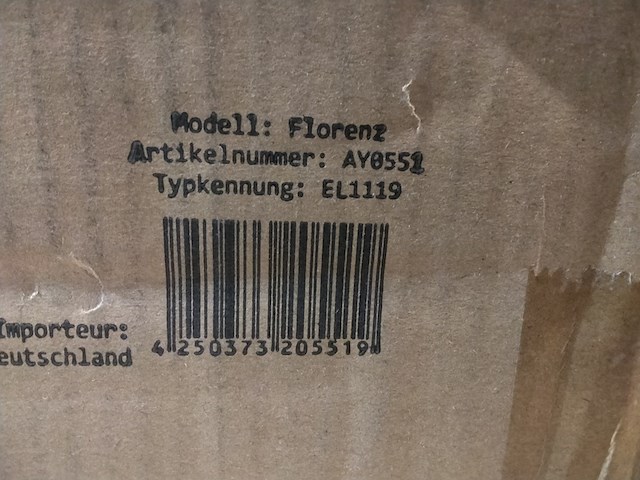 Modell: Florenz
Artikelnummer: AY0551
Typkennung: EL1119
Importeur:
eutschland
4 250373 205519